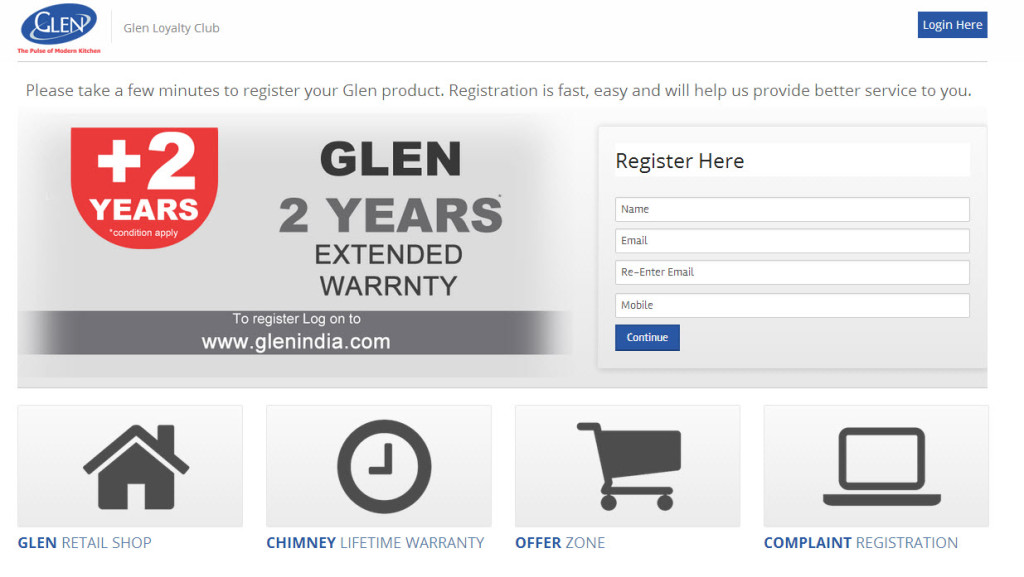 GLEN
The Pulse of Modern Kitchen
Glen Loyalty Club
Login Here
Please take a few minutes to register your Glen product. Registration is fast, easy and will help us provide better service to you.
+2
YEARS
*condition apply
GLEN
2 YEARS*
EXTENDED
WARRNTY
To register Log on to
www.glenindia.com
Register Here
Name
Email
Re-Enter Email
Mobile
Continue
GLEN RETAIL SHOP
CHIMNEY LIFETIME WARRANTY
OFFER ZONE
COMPLAINT REGISTRATION